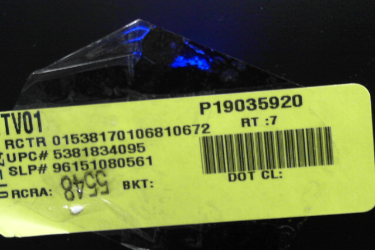 TV01
P19035920
RCTR 01538170106810672
RT :7
UPC# 5381834095
SLP# 96151080561
RCRA: 5548 BKT:
DOT CL: